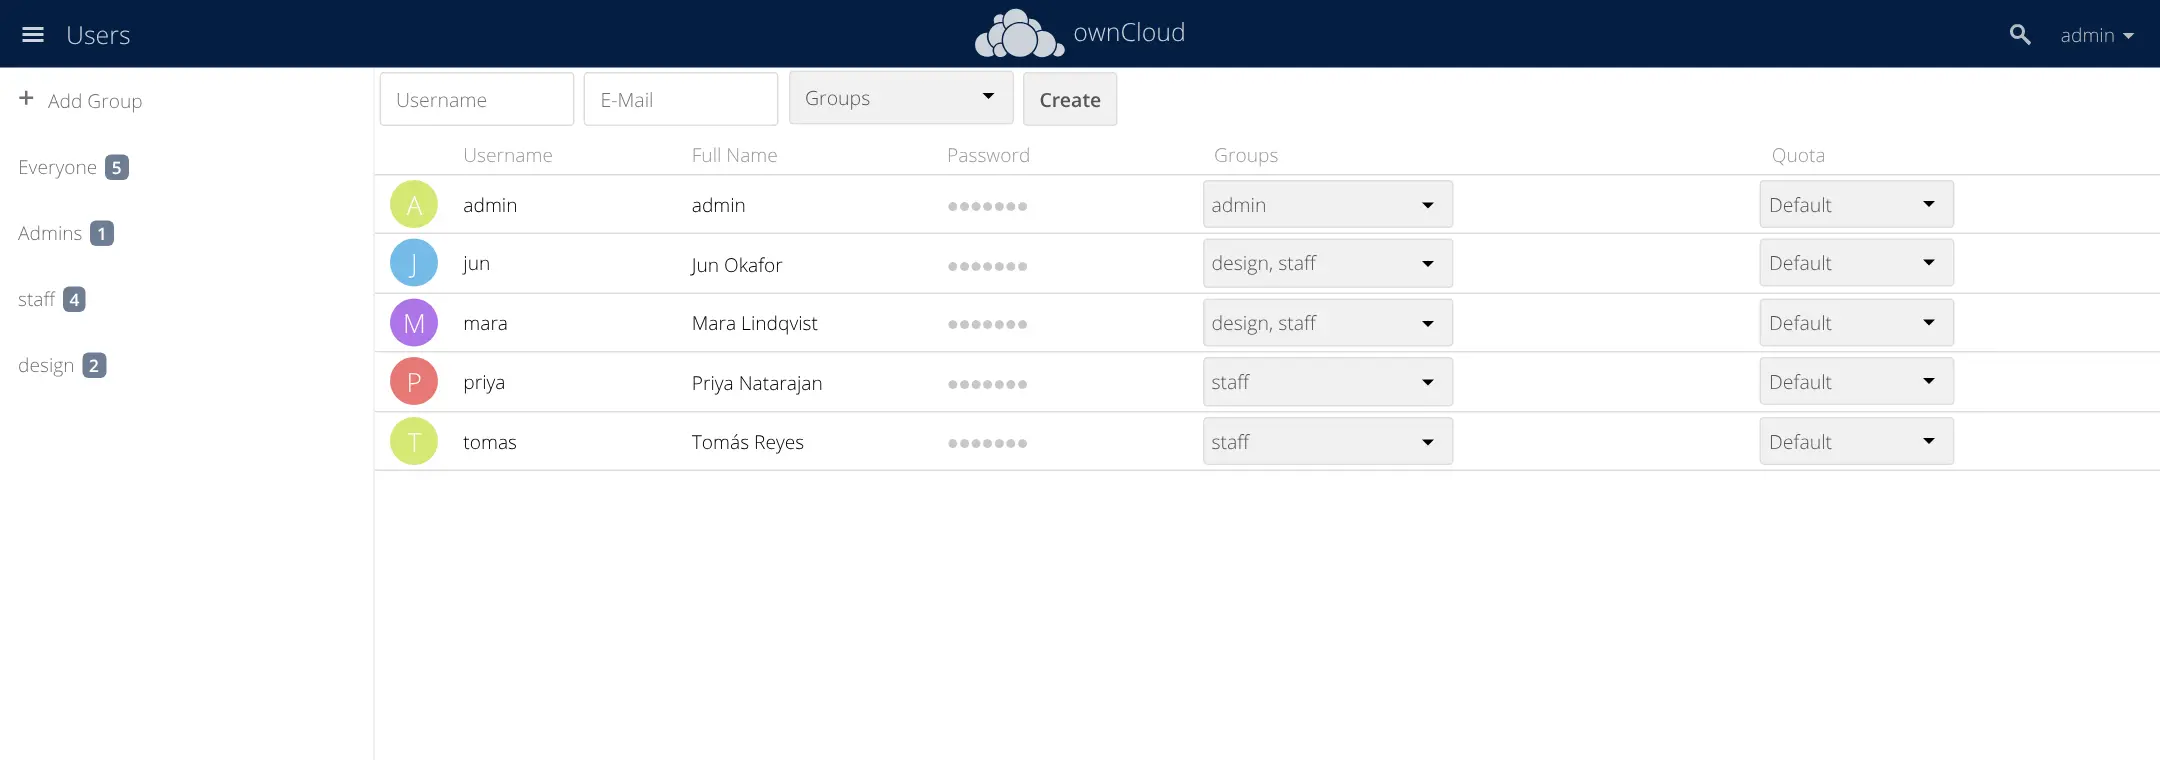 Users
ownCloud
admin
+ Add Group
Everyone 5
Admins 1
staff 4
design 2
Username E-Mail Groups Create
Username Full Name Password Groups Quota
A admin admin ●●●●●●● admin Default
J jun Jun Okafor ●●●●●●● design, staff Default
M mara Mara Lindqvist ●●●●●●● design, staff Default
P priya Priya Natarajan ●●●●●●● staff Default
T tomas Tomás Reyes ●●●●●●● staff Default